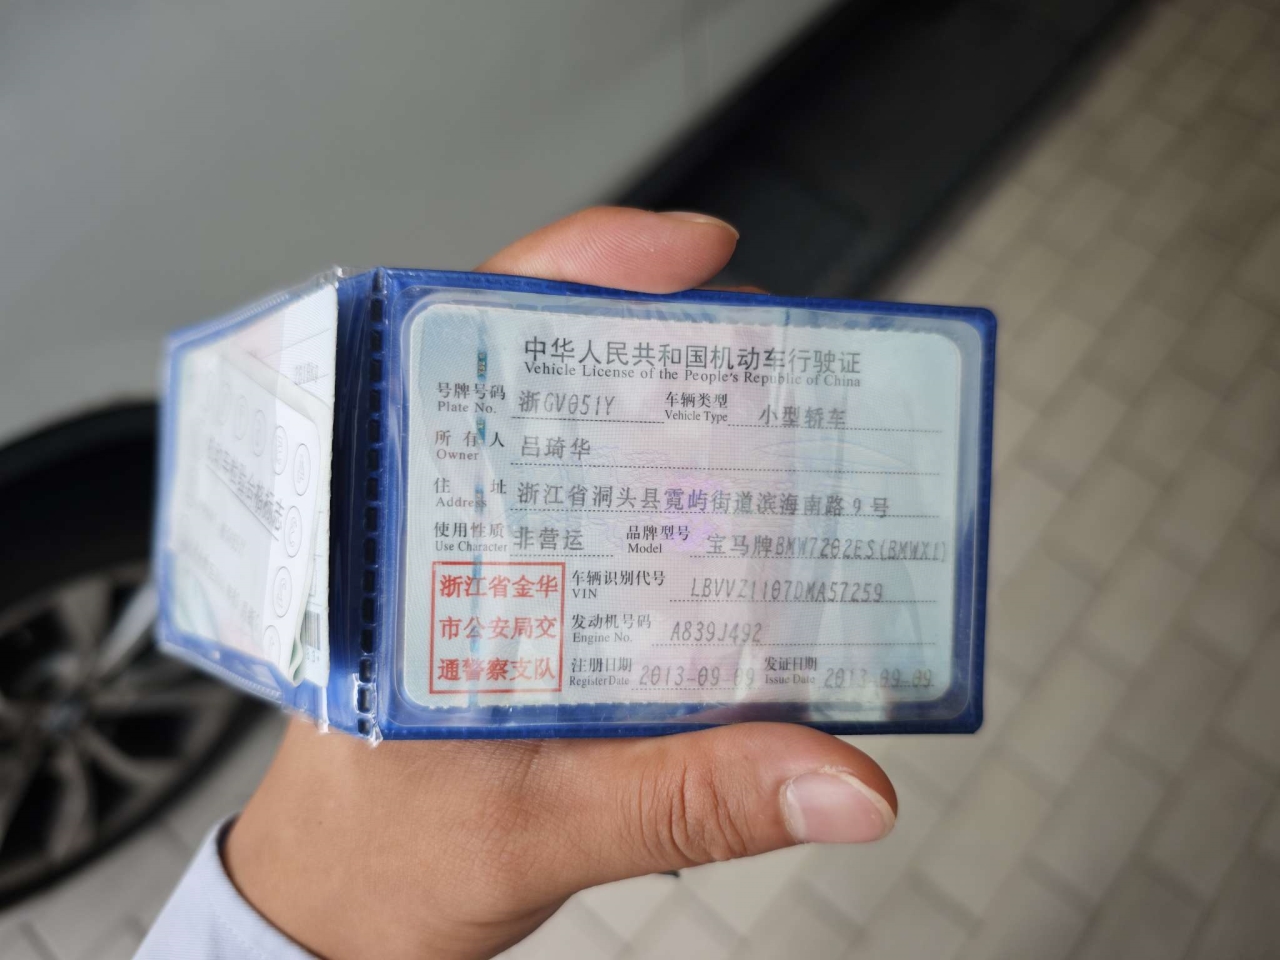 中华人民共和国机动车行驶证
Vehicle License of the People's Republic of China
号牌号码 浙GV051Y 车辆类型 小型轿车
Plate No. Vehicle Type
所有人 吕琦华
Owner
住址 浙江省洞头县霓屿街道滨海南路9号
Address
使用性质 非营运 品牌型号 宝马牌BMW7202ES(BMWX1)
Use Character Model
浙江省金华
市公安局交
通警察支队
车辆识别代号 LBVVZ1107DMA57259
VIN
发动机号码 A839J492
Engine No.
注册日期 2013-09-09 发证日期 2013-09-09
Register Date Issue Date